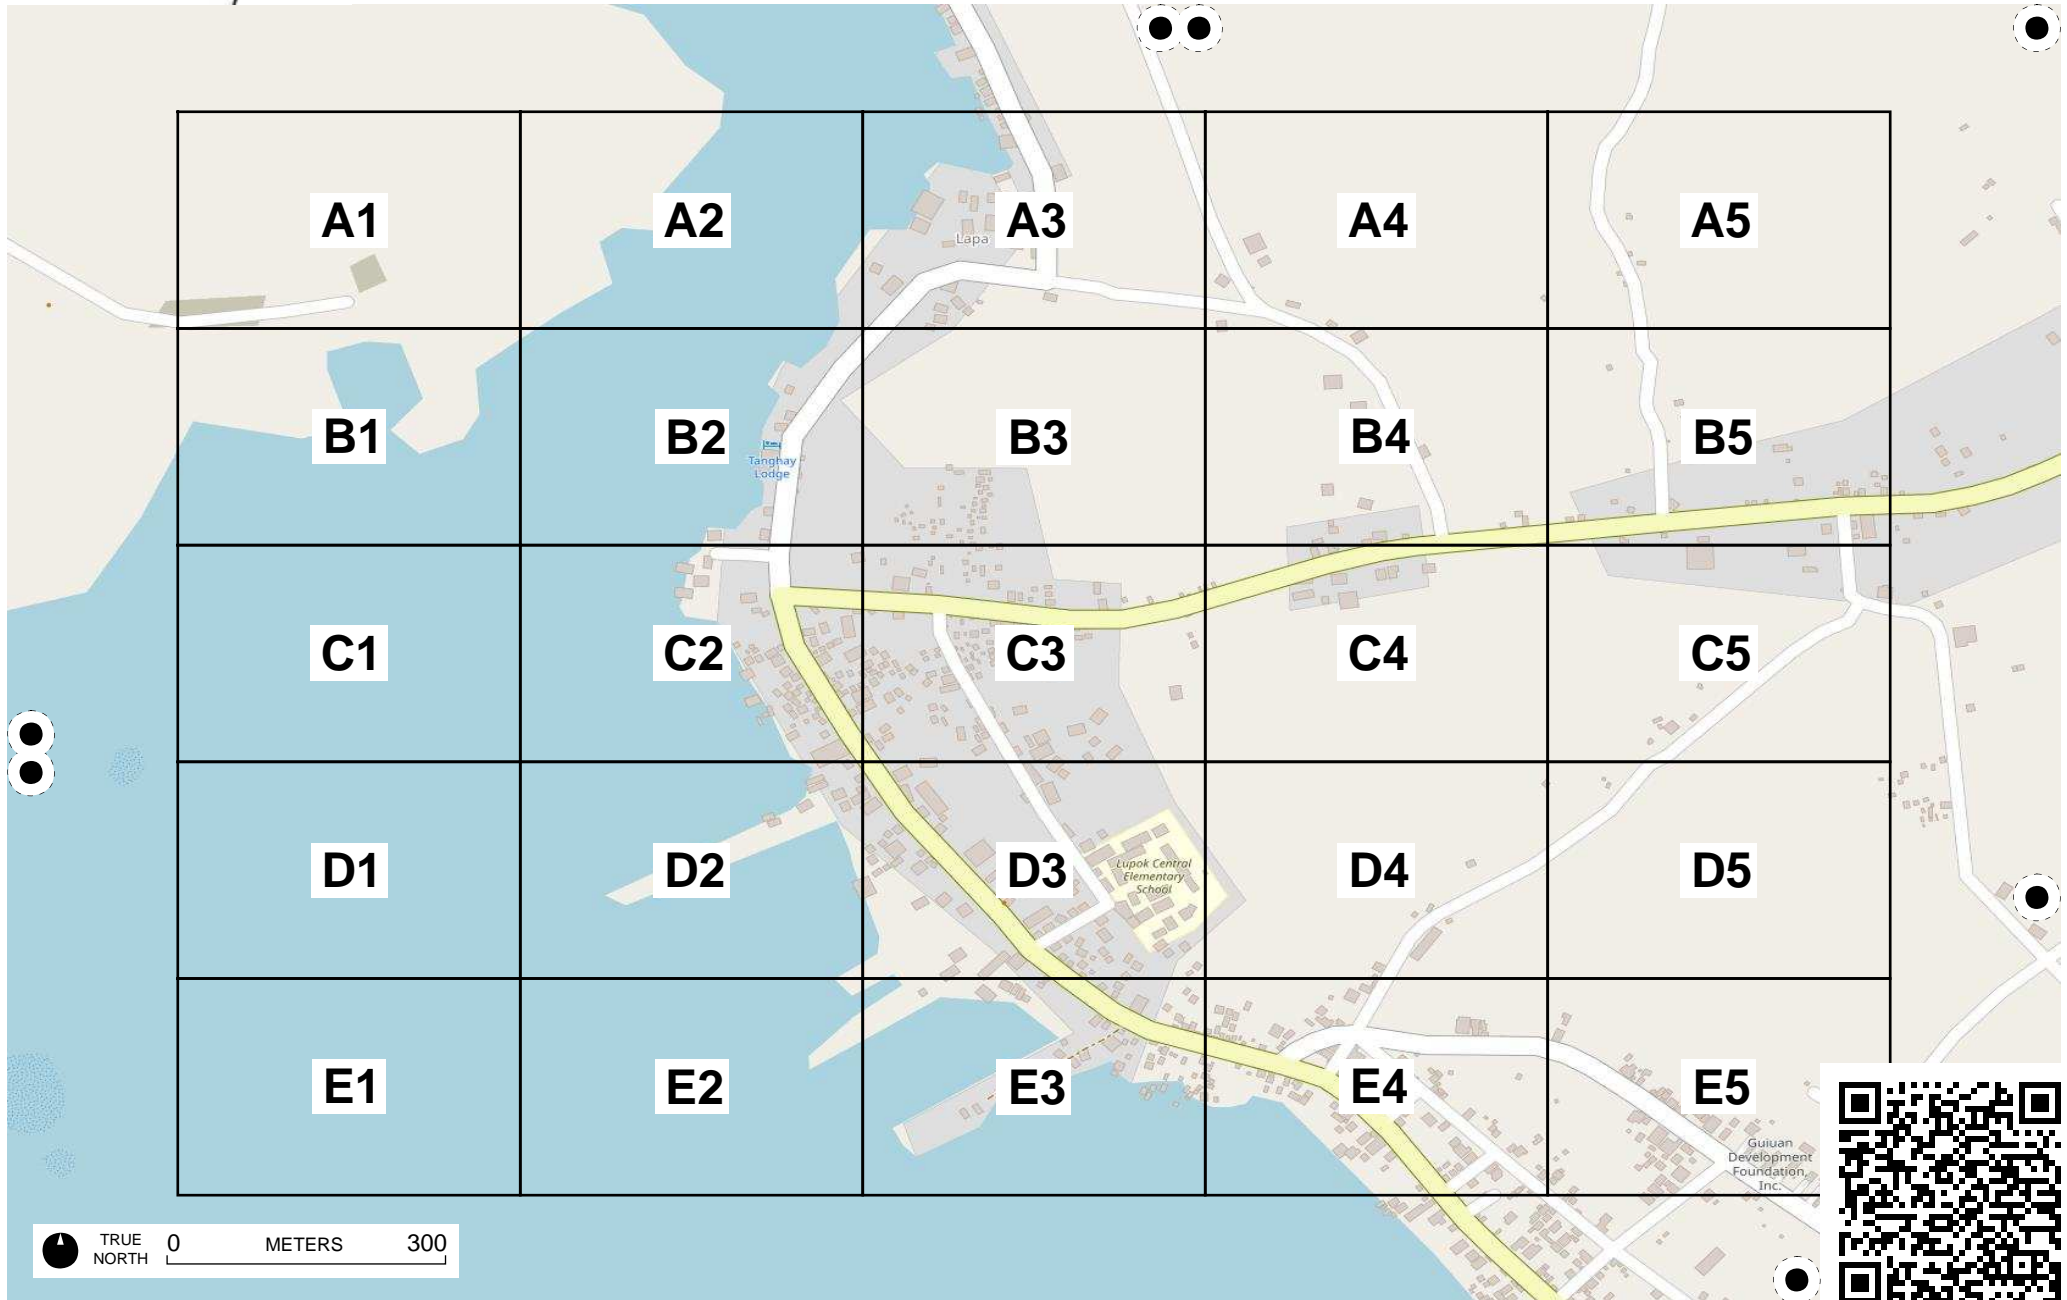 A1
A2
A3
A4
A5
Lapa
B1
B2
B3
B4
B5
Tanghay
Lodge
C1
C2
C3
C4
C5
D1
D2
D3
D4
D5
Lupok Central
Elementary
School
E1
E2
E3
E4
E5
Guiuan
Development
Foundation,
Inc.
TRUE
NORTH
0 METERS 300